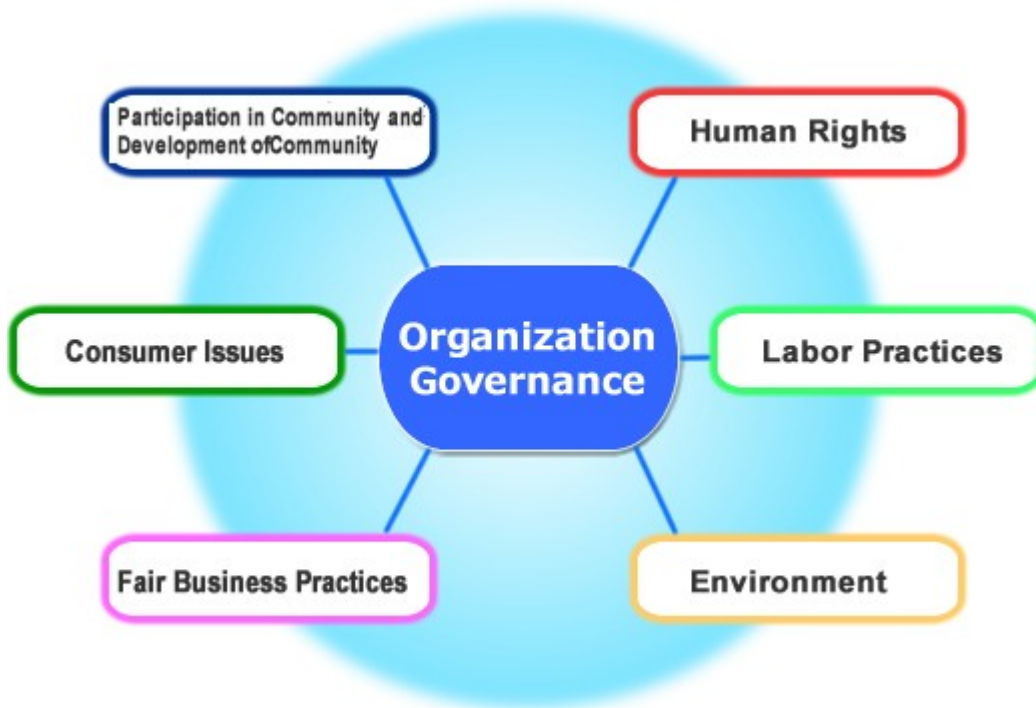 Participation in Community and
Development ofCommunity
Human Rights
Consumer Issues
Organization
Governance
Labor Practices
Fair Business Practices
Environment